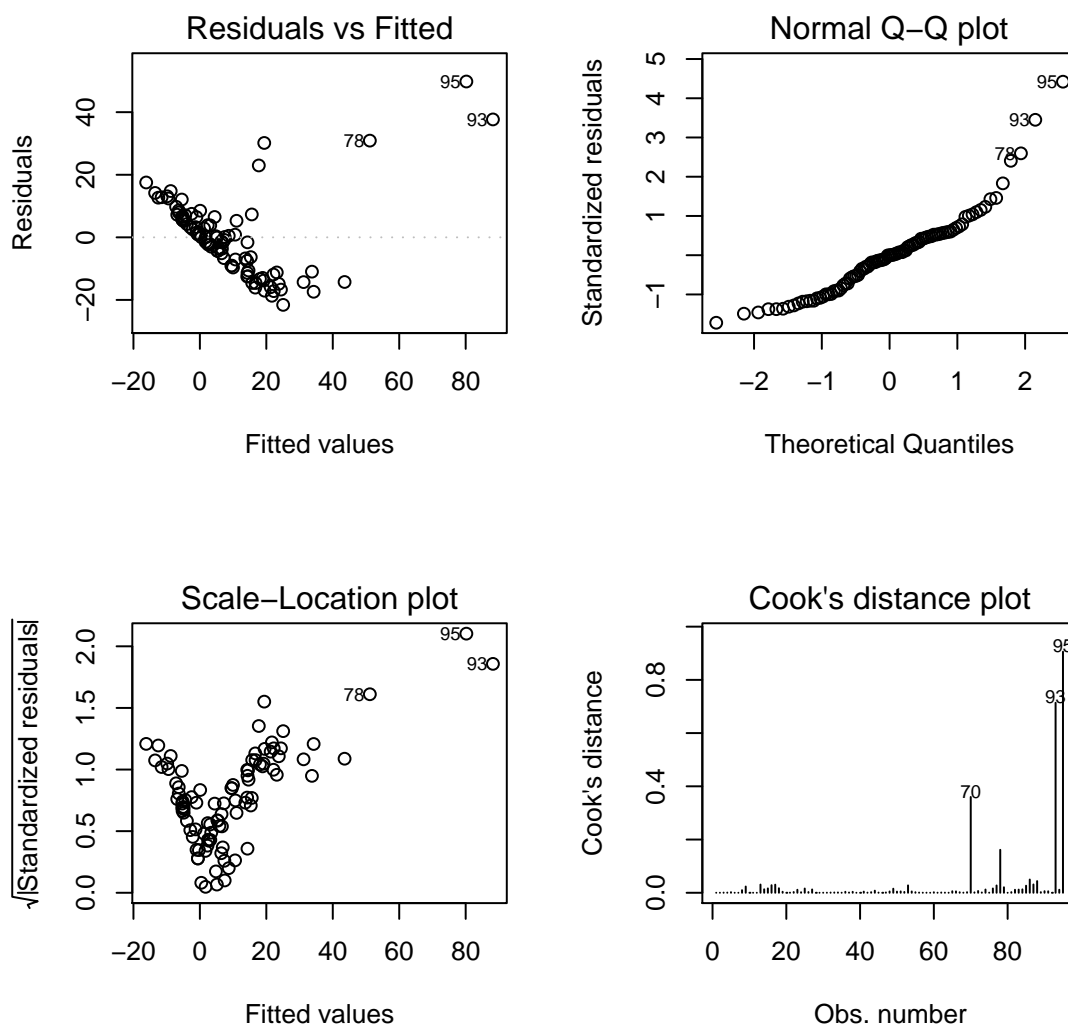 Residuals vs Fitted
Residuals
40
20
0
−20
95
93
78
−20 0 20 40 60 80
Fitted values
Normal Q−Q plot
Standardized residuals
5
4
3
2
1
−1
95
93
78
−2 −1 0 1 2
Theoretical Quantiles
Scale−Location plot
√|Standardized residuals|
2.0
1.5
1.0
0.5
0.0
95
93
78
−20 0 20 40 60 80
Fitted values
Cook's distance plot
Cook's distance
0.8
0.4
0.0
95
93
70
0 20 40 60 80
Obs. number